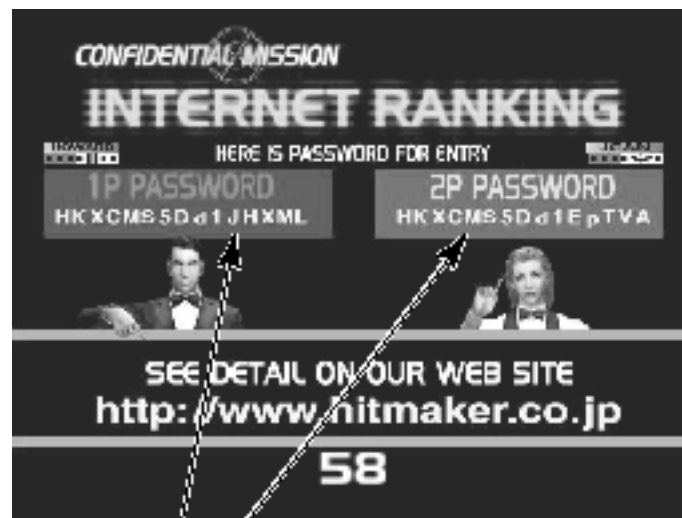 CONFIDENTIAL MISSION
INTERNET RANKING
HERE IS PASSWORD FOR ENTRY
1P PASSWORD
HKXCMS5Dd1JHXML
2P PASSWORD
HKXCMS5Dd1EpTVA
SEE DETAIL ON OUR WEB SITE
http://www.hitmaker.co.jp
58